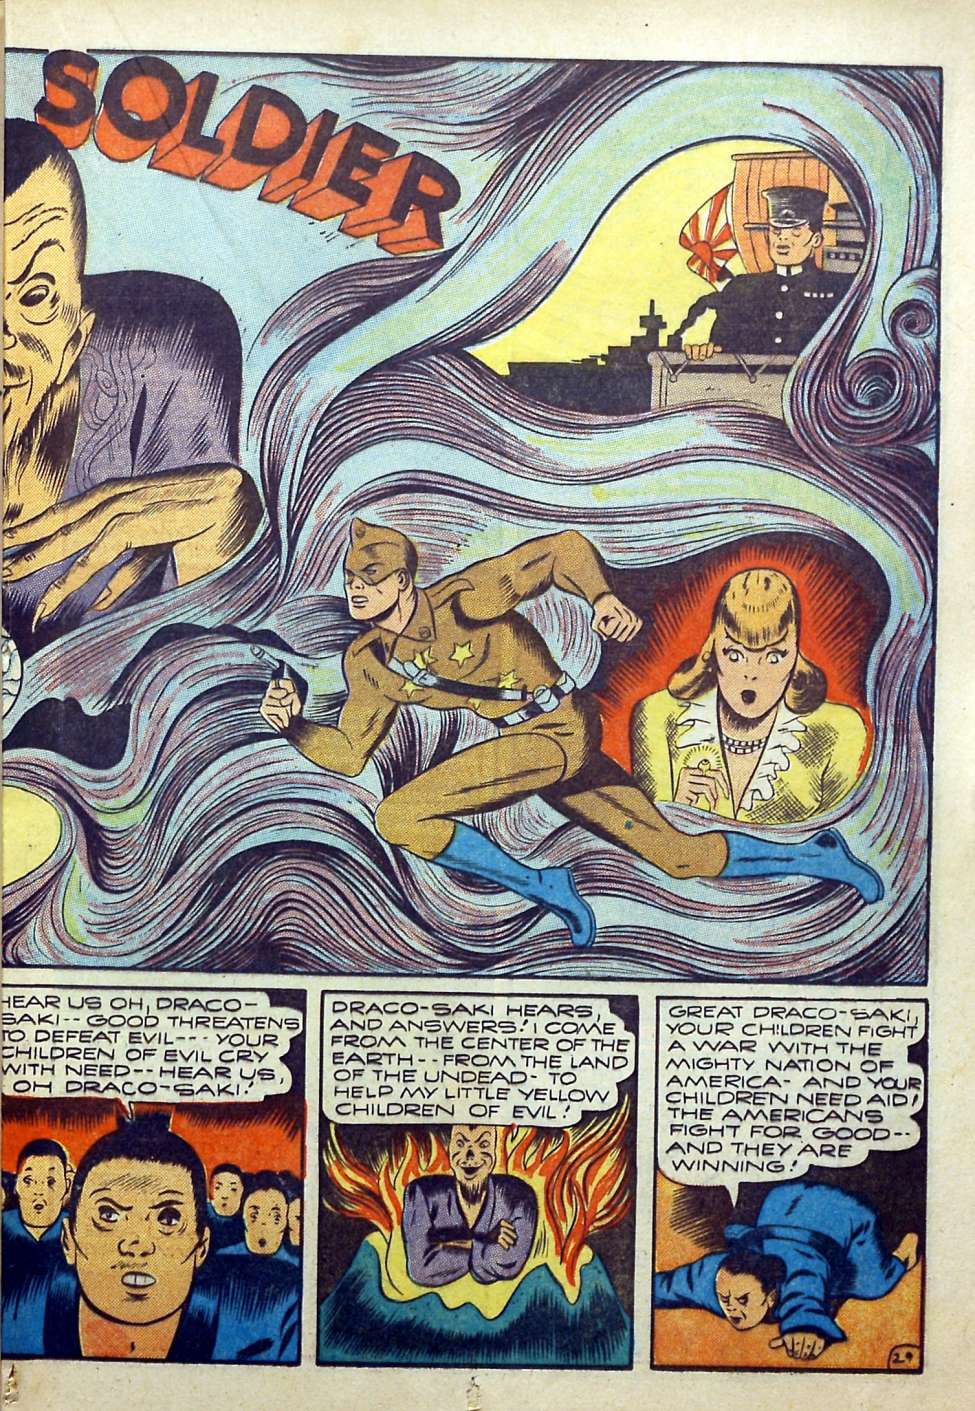 SOLDIER
HEAR US OH, DRACO-
SAKI-- GOOD THREATENS
TO DEFEAT EVIL--- YOUR
CHILDREN OF EVIL CRY
WITH NEED-- HEAR US,
OH DRACO-SAKI!
DRACO-SAKI HEARS,
AND ANSWERS! I COME
FROM THE CENTER OF THE
EARTH-- FROM THE LAND
OF THE UNDEAD- TO
HELP MY LITTLE YELLOW
CHILDREN OF EVIL!
GREAT DRACO-SAKI,
YOUR CHILDREN FIGHT
A WAR WITH THE
MIGHTY NATION OF
AMERICA- AND YOUR
CHILDREN NEED AID!
THE AMERICANS
FIGHT FOR GOOD--
AND THEY ARE
WINNING!
29